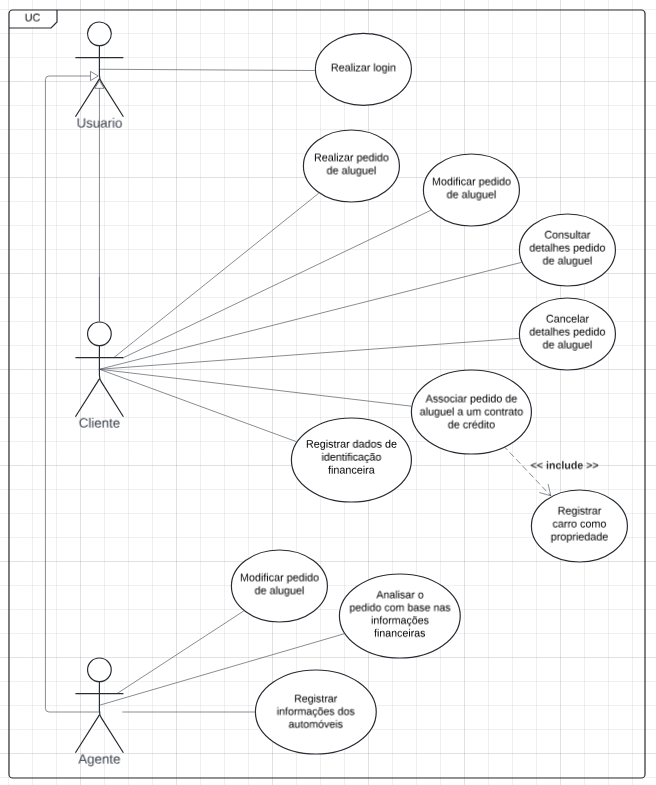 UC
Usuario
Realizar login
Realizar pedido
de aluguel
Modificar pedido
de aluguel
Consultar
detalhes pedido
de aluguel
Cancelar
detalhes pedido
de aluguel
Cliente
Associar pedido de
aluguel a um contrato
de crédito
Registrar dados de
identificação
financeira
<< include >>
Registrar
carro como
propriedade
Modificar pedido
de aluguel
Analisar o
pedido com base nas
informações
financeiras
Registrar
informações dos
automóveis
Agente